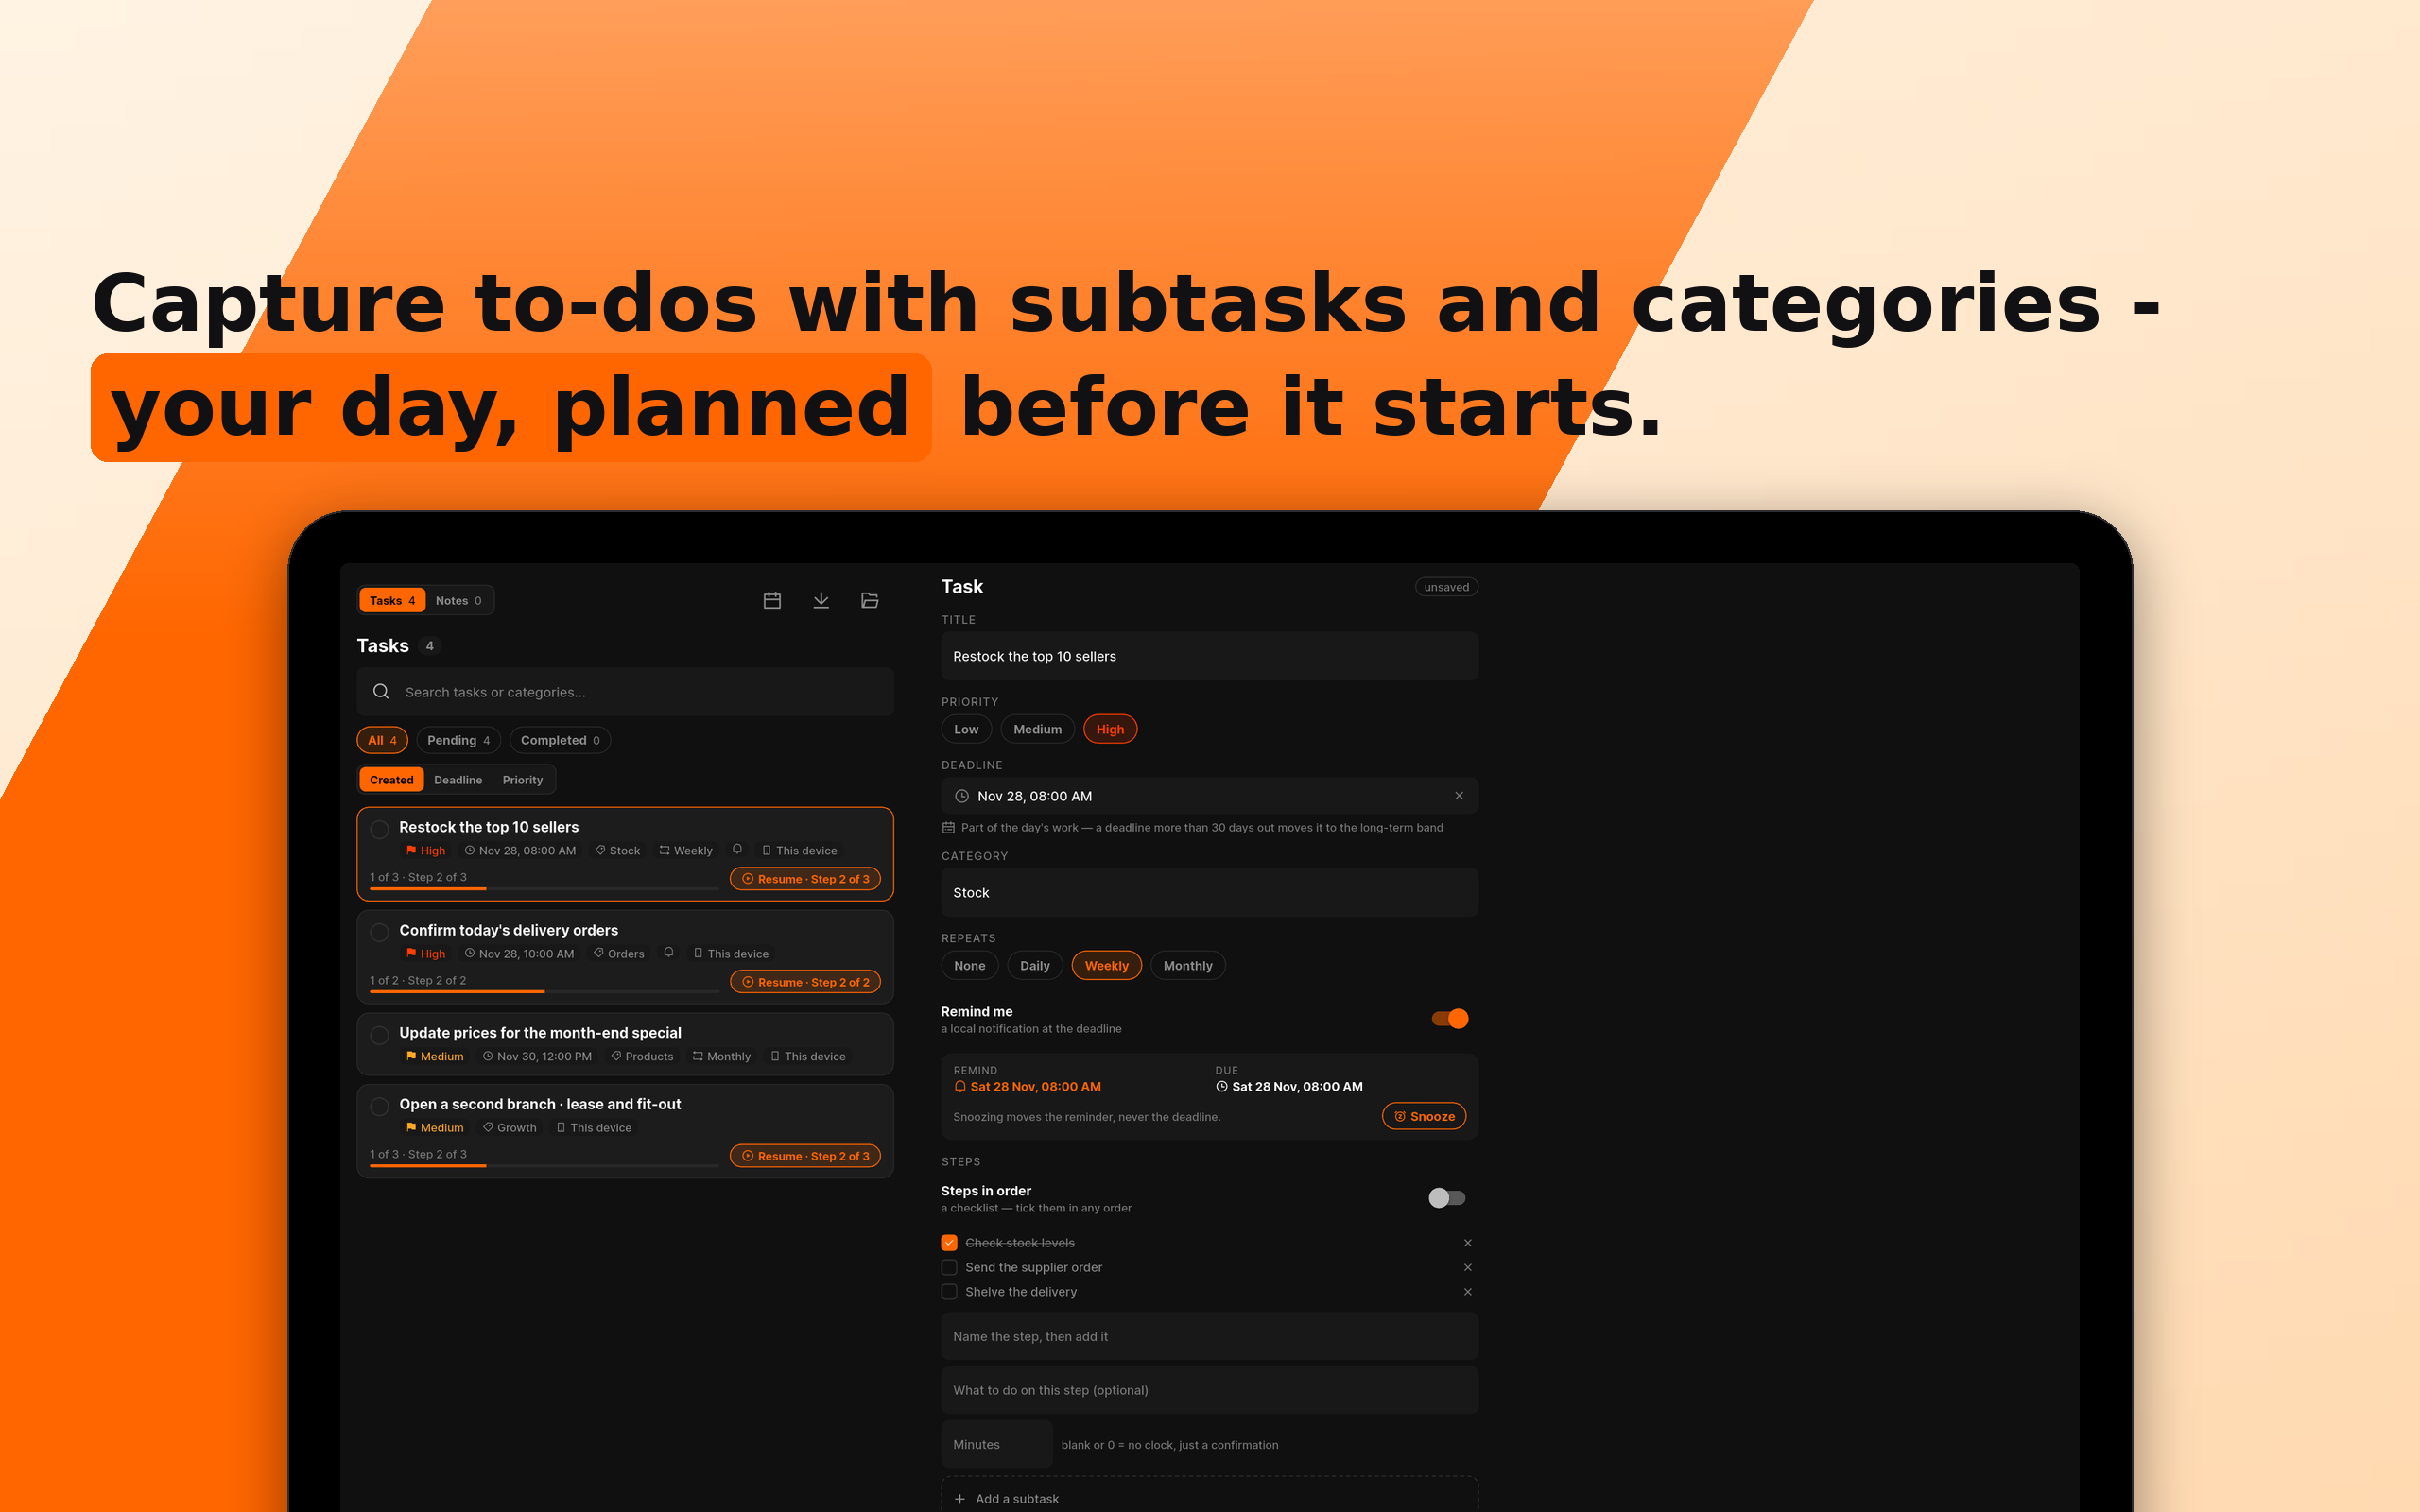 Capture to-dos with subtasks and categories -
your day, planned before it starts.
Tasks 4 Notes 0
Tasks 4
Search tasks or categories...
All 4 Pending 4 Completed 0
Created Deadline Priority
Restock the top 10 sellers
High Nov 28, 08:00 AM Stock Weekly This device
1 of 3 · Step 2 of 3 Resume · Step 2 of 3
Confirm today's delivery orders
High Nov 28, 10:00 AM Orders This device
1 of 2 · Step 2 of 2 Resume · Step 2 of 2
Update prices for the month-end special
Medium Nov 30, 12:00 PM Products Monthly This device
Open a second branch · lease and fit-out
Medium Growth This device
1 of 3 · Step 2 of 3 Resume · Step 2 of 3
Task unsaved
TITLE
Restock the top 10 sellers
PRIORITY
Low Medium High
DEADLINE
Nov 28, 08:00 AM
Part of the day's work — a deadline more than 30 days out moves it to the long-term band
CATEGORY
Stock
REPEATS
None Daily Weekly Monthly
Remind me
a local notification at the deadline
REMIND DUE
Sat 28 Nov, 08:00 AM Sat 28 Nov, 08:00 AM
Snoozing moves the reminder, never the deadline. Snooze
STEPS
Steps in order
a checklist — tick them in any order
Check stock levels
Send the supplier order
Shelve the delivery
Name the step, then add it
What to do on this step (optional)
Minutes blank or 0 = no clock, just a confirmation
Add a subtask